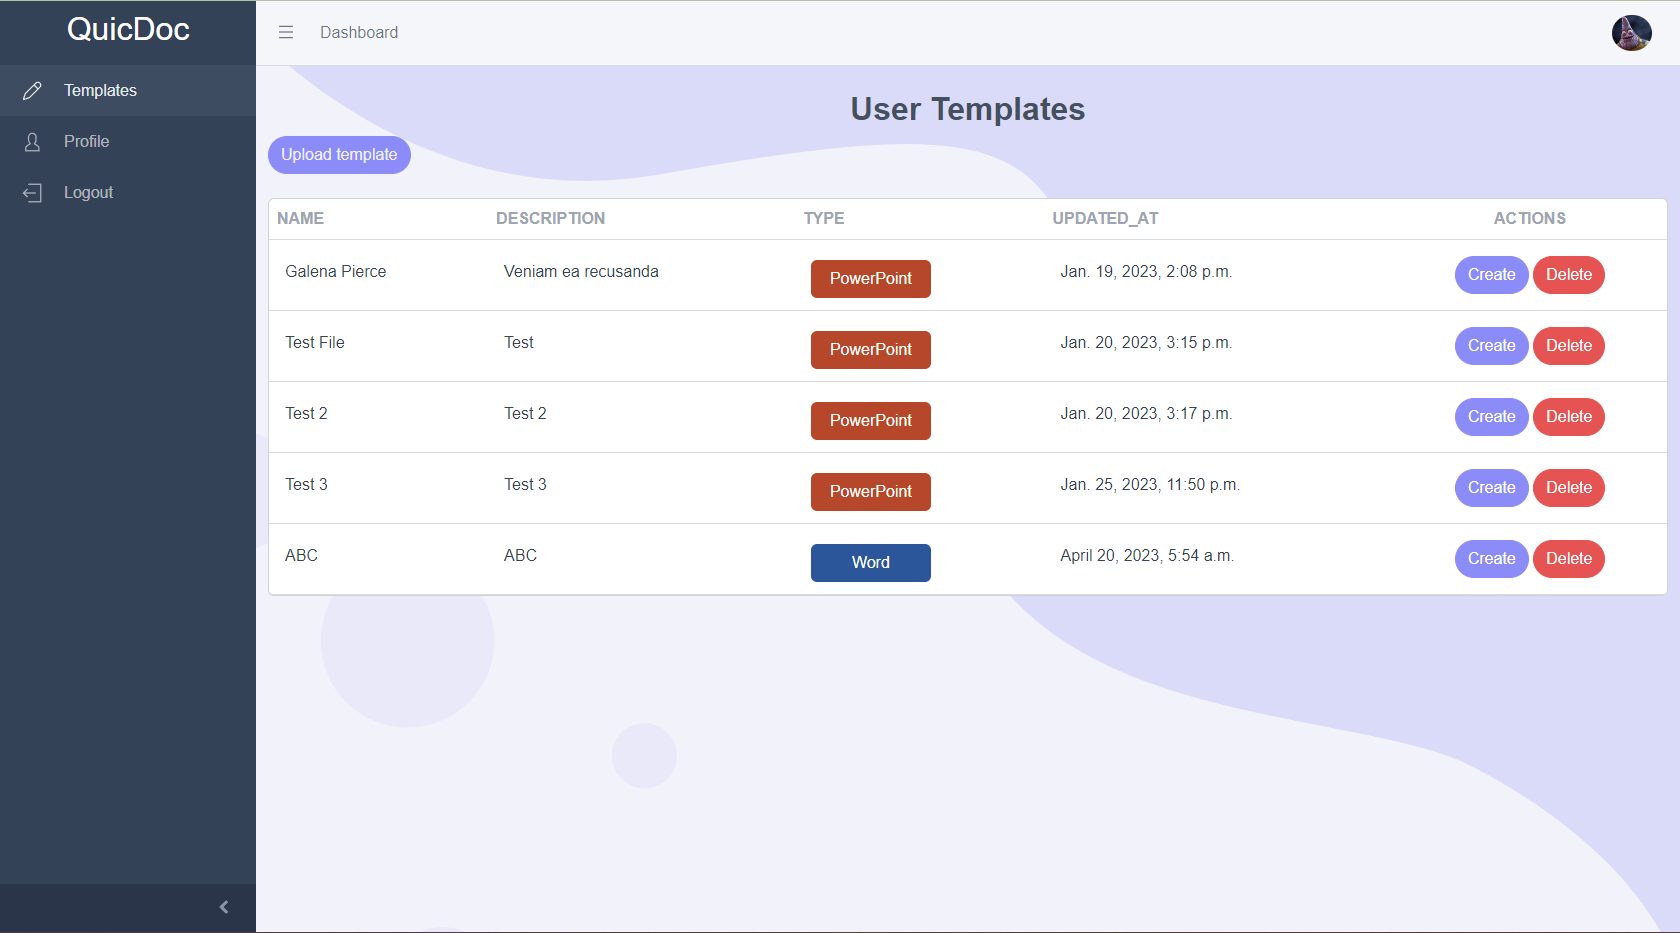 QuicDoc
Dashboard
Templates
Profile
Logout
User Templates
Upload template
NAME DESCRIPTION TYPE UPDATED_AT ACTIONS
Galena Pierce Veniam ea recusanda PowerPoint Jan. 19, 2023, 2:08 p.m. Create Delete
Test File Test PowerPoint Jan. 20, 2023, 3:15 p.m. Create Delete
Test 2 Test 2 PowerPoint Jan. 20, 2023, 3:17 p.m. Create Delete
Test 3 Test 3 PowerPoint Jan. 25, 2023, 11:50 p.m. Create Delete
ABC ABC Word April 20, 2023, 5:54 a.m. Create Delete